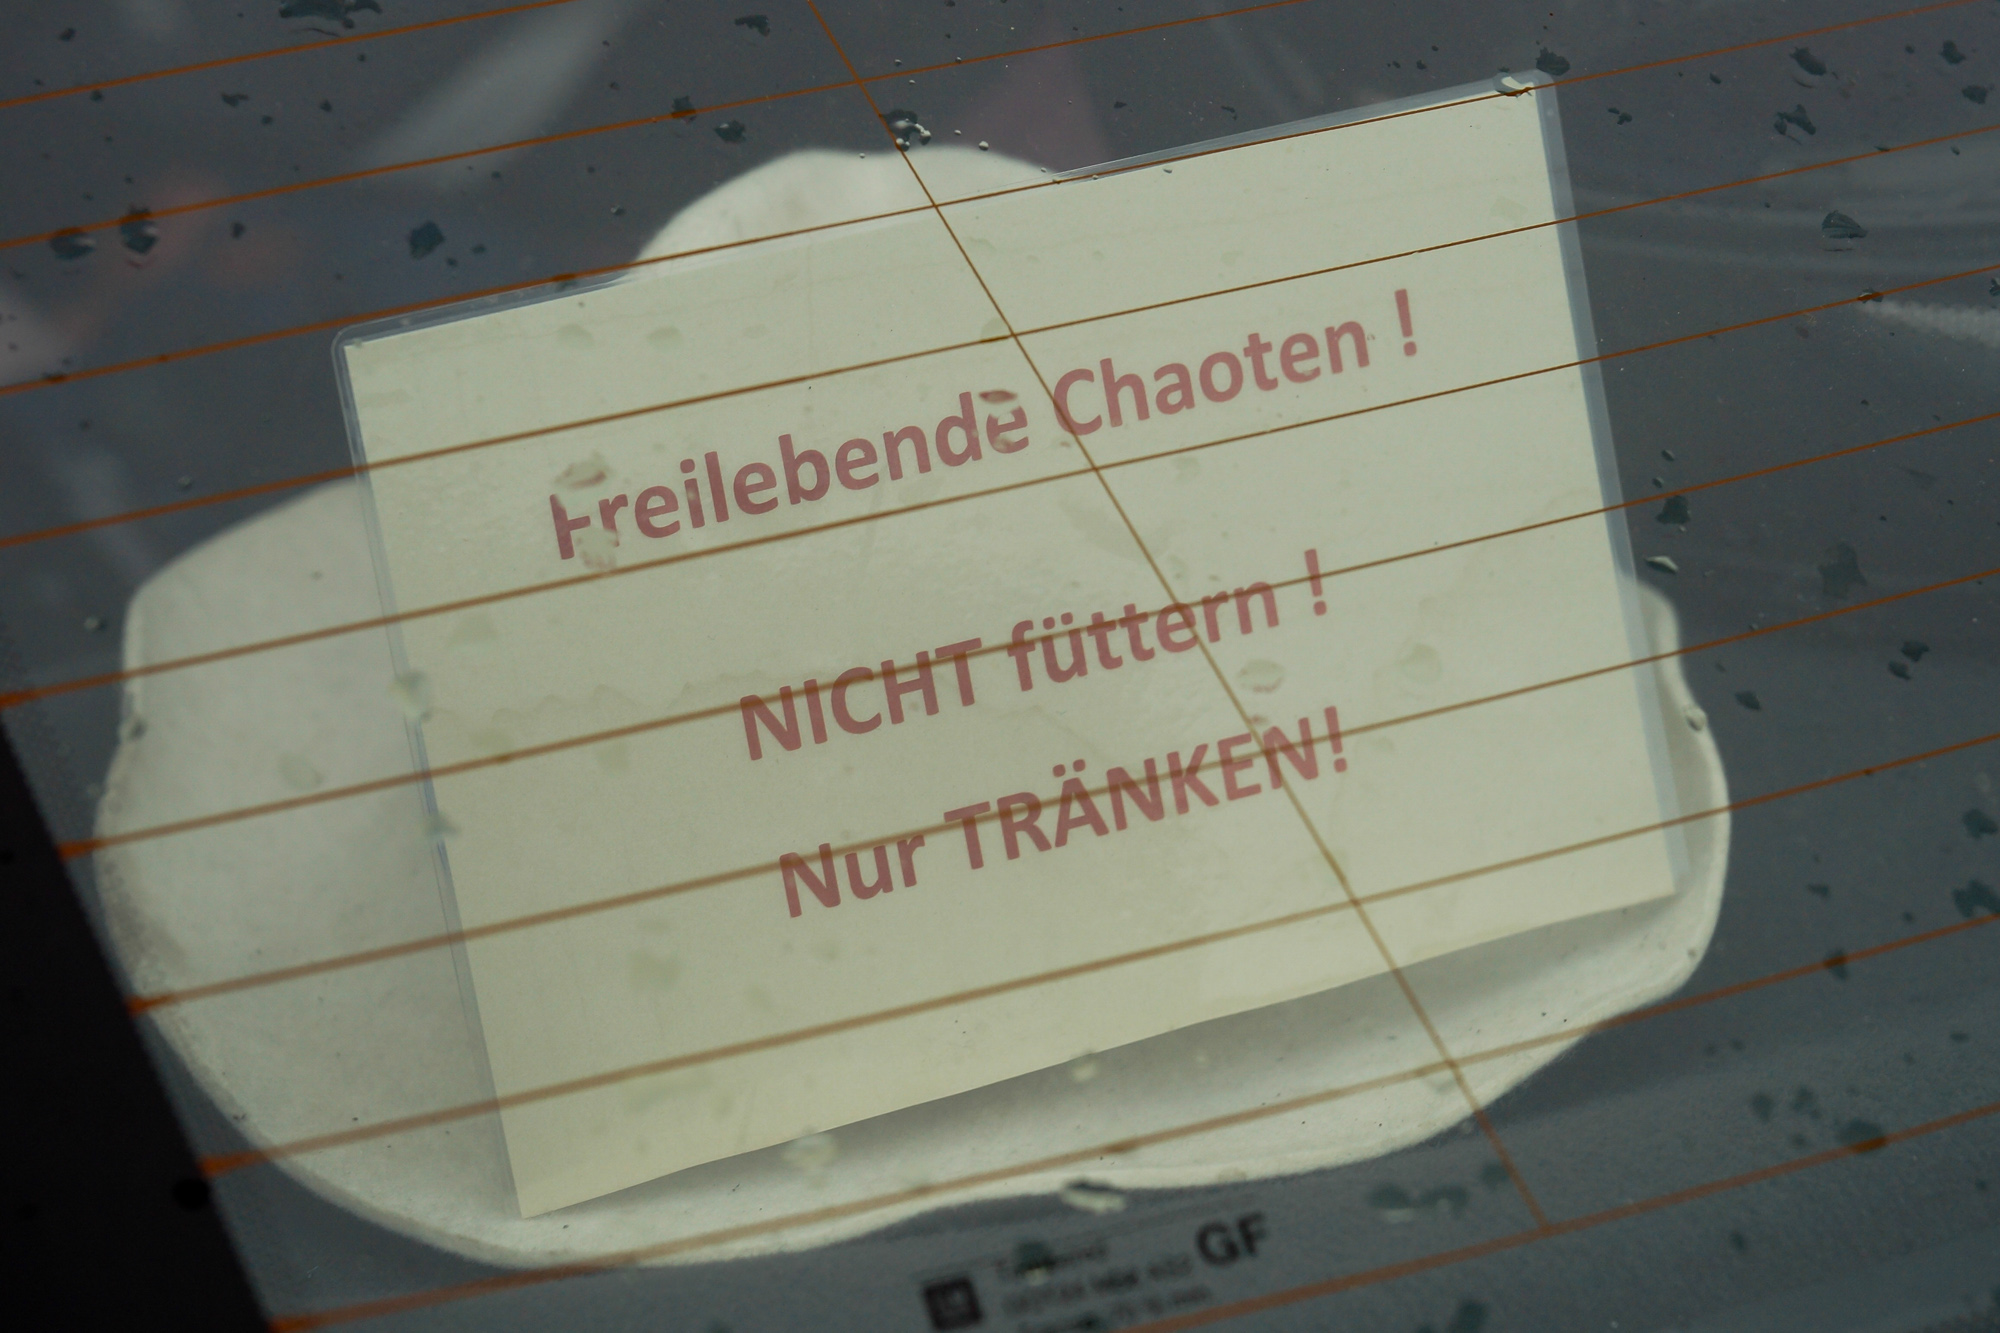 Freilebende Chaoten !
NICHT füttern !
Nur TRÄNKEN!
GF